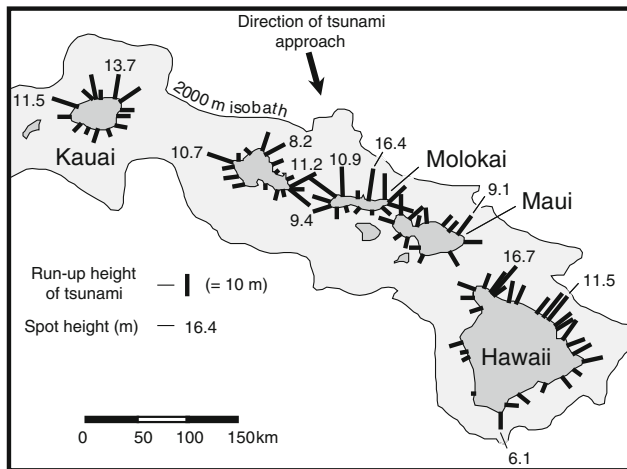 Direction of tsunami
approach
13.7
11.5
2000 m isobath
Kauai
8.2
16.4
10.7
11.2
10.9
Molokai
9.4
9.1
Maui
16.7
11.5
Run-up height
of tsunami
(= 10 m)
Spot height (m)
16.4
Hawaii
0
50
100
150km
6.1